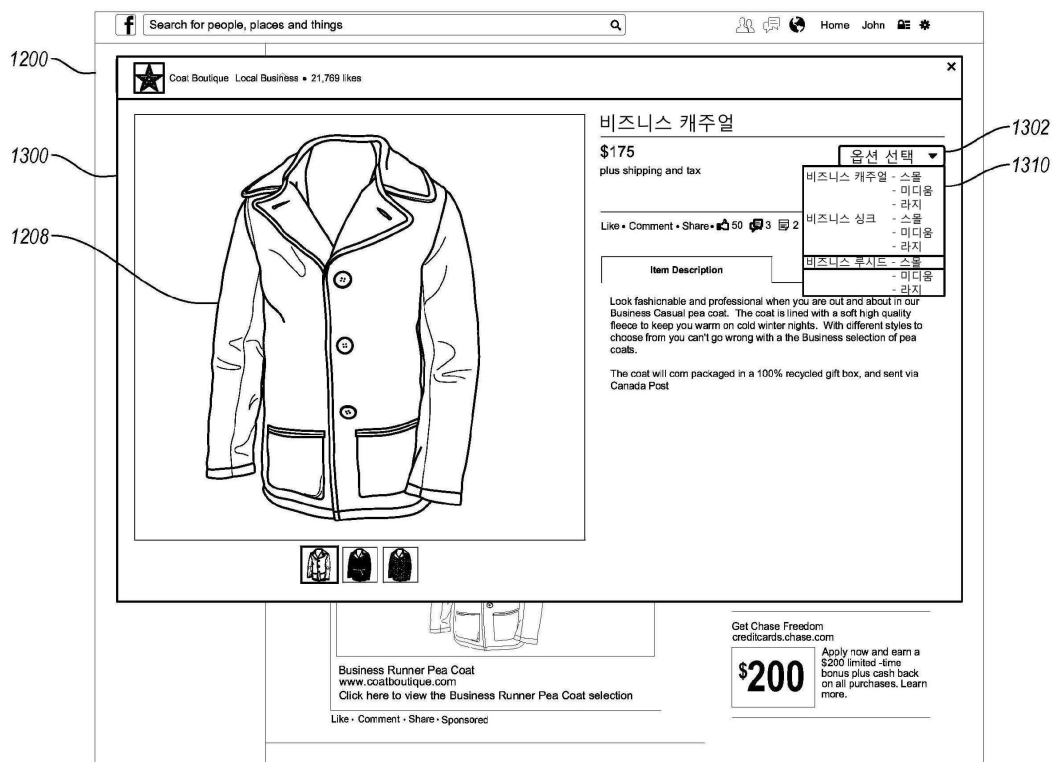 Search for people, places and things
Home John
1200
Coat Boutique Local Business • 21,769 likes
×
비즈니스 캐주얼
1302
$175
옵션 선택 ▼
1300
1310
plus shipping and tax
비즈니스 캐주얼 - 스몰
- 미디움
- 라지
비즈니스 싱크 - 스몰
- 미디움
- 라지
비즈니스 루시드 - 스몰
- 미디움
- 라지
1208
Like • Comment • Share • 50 3 2
Item Description
Look fashionable and professional when you are out and about in our
Business Casual pea coat. The coat is lined with a soft high quality
fleece to keep you warm on cold winter nights. With different styles to
choose from you can't go wrong with a the Business selection of pea
coats.
The coat will com packaged in a 100% recycled gift box, and sent via
Canada Post
Business Runner Pea Coat
www.coatboutique.com
Click here to view the Business Runner Pea Coat selection
Like • Comment • Share • Sponsored
Get Chase Freedom
creditcards.chase.com
$200
Apply now and earn a
$200 limited -time
bonus plus cash back
on all purchases. Learn
more.